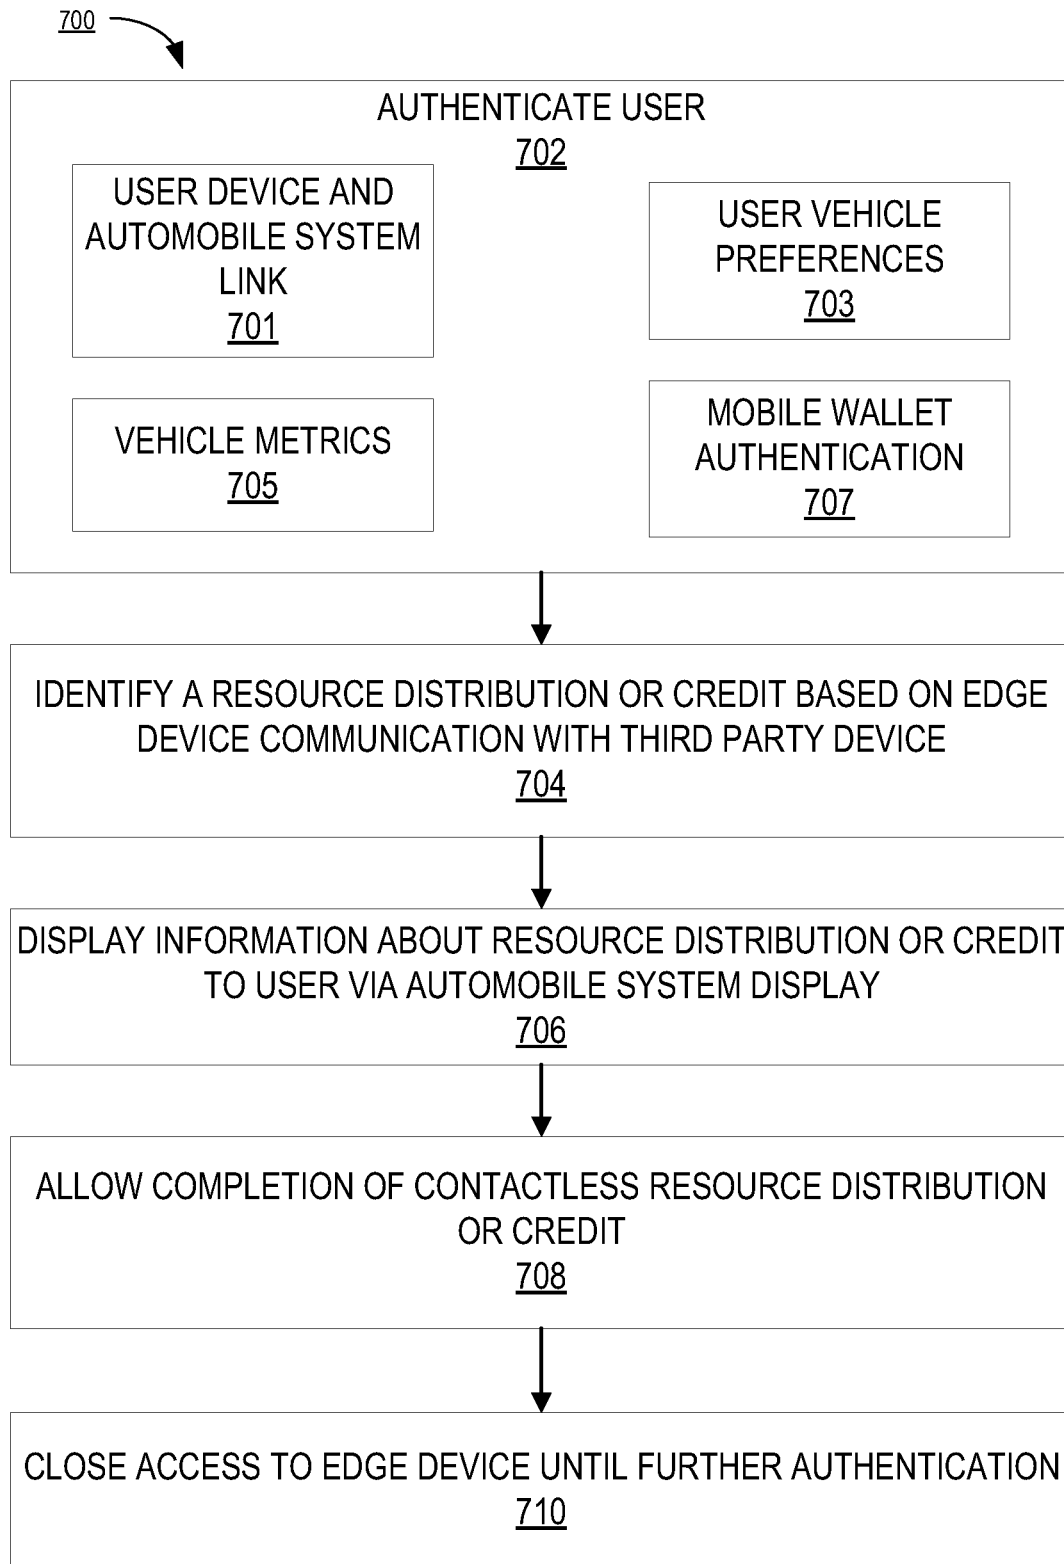 700
AUTHENTICATE USER
702
USER DEVICE AND
AUTOMOBILE SYSTEM
LINK
701
USER VEHICLE
PREFERENCES
703
VEHICLE METRICS
705
MOBILE WALLET
AUTHENTICATION
707
IDENTIFY A RESOURCE DISTRIBUTION OR CREDIT BASED ON EDGE
DEVICE COMMUNICATION WITH THIRD PARTY DEVICE
704
DISPLAY INFORMATION ABOUT RESOURCE DISTRIBUTION OR CREDIT
TO USER VIA AUTOMOBILE SYSTEM DISPLAY
706
ALLOW COMPLETION OF CONTACTLESS RESOURCE DISTRIBUTION
OR CREDIT
708
CLOSE ACCESS TO EDGE DEVICE UNTIL FURTHER AUTHENTICATION
710